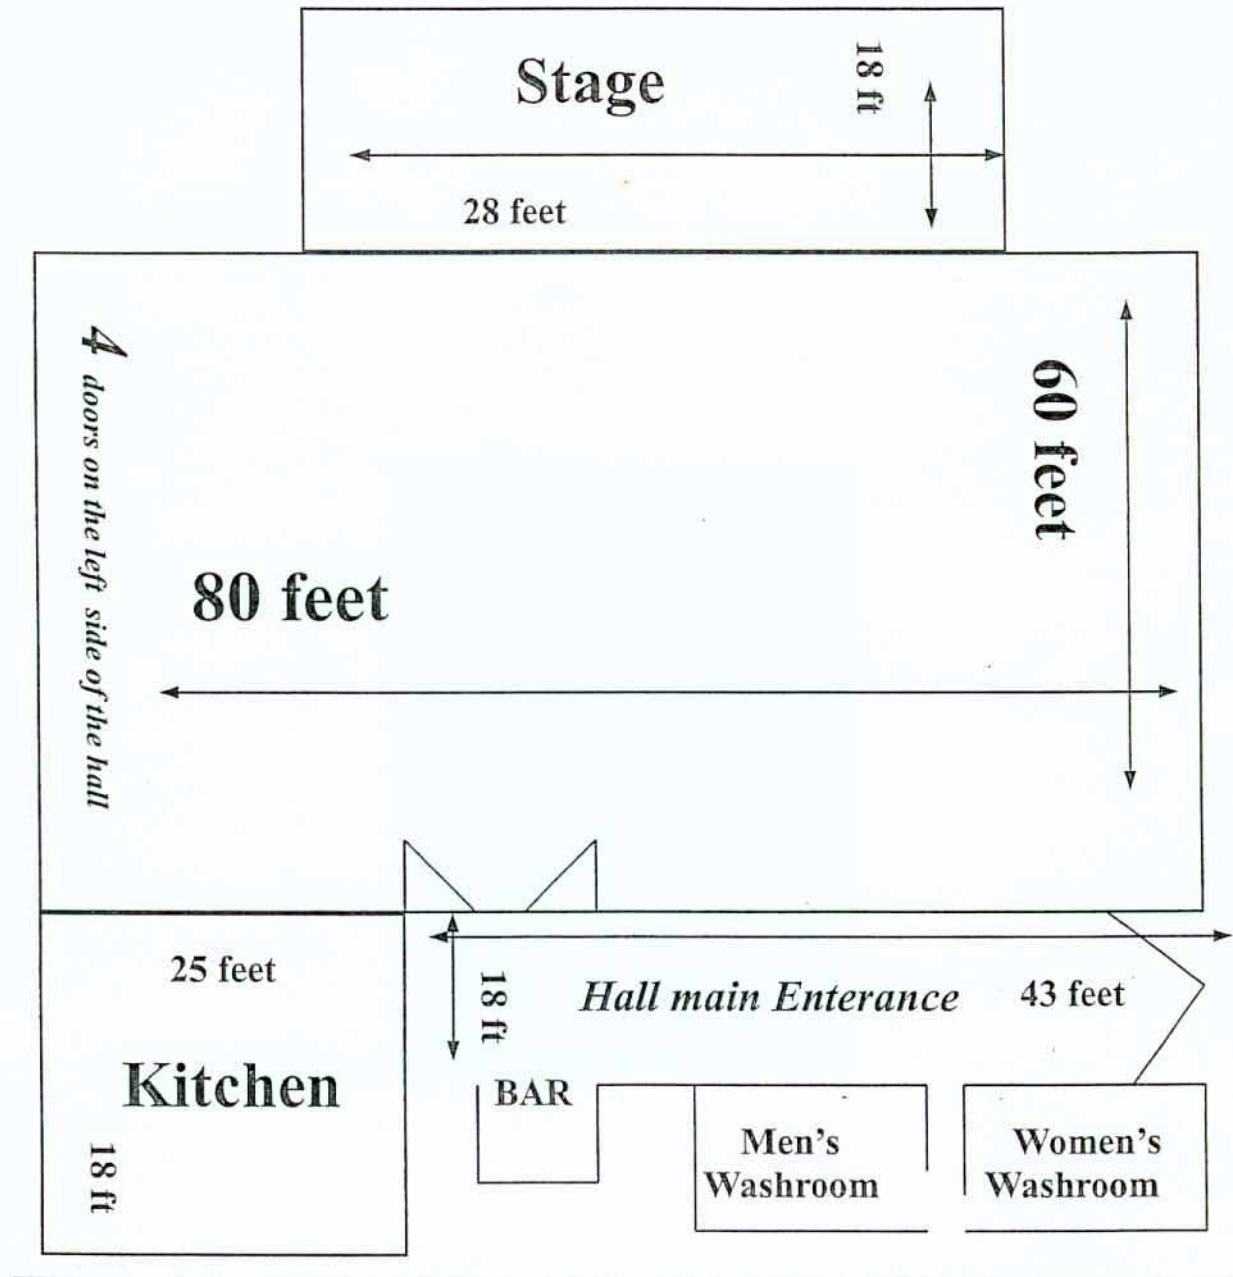 Stage
18 ft
28 feet
4 doors on the left side of the hall
60 feet
80 feet
25 feet
18 ft
Hall main Enterance
43 feet
Kitchen
18 ft
BAR
Men's
Washroom
Women's
Washroom